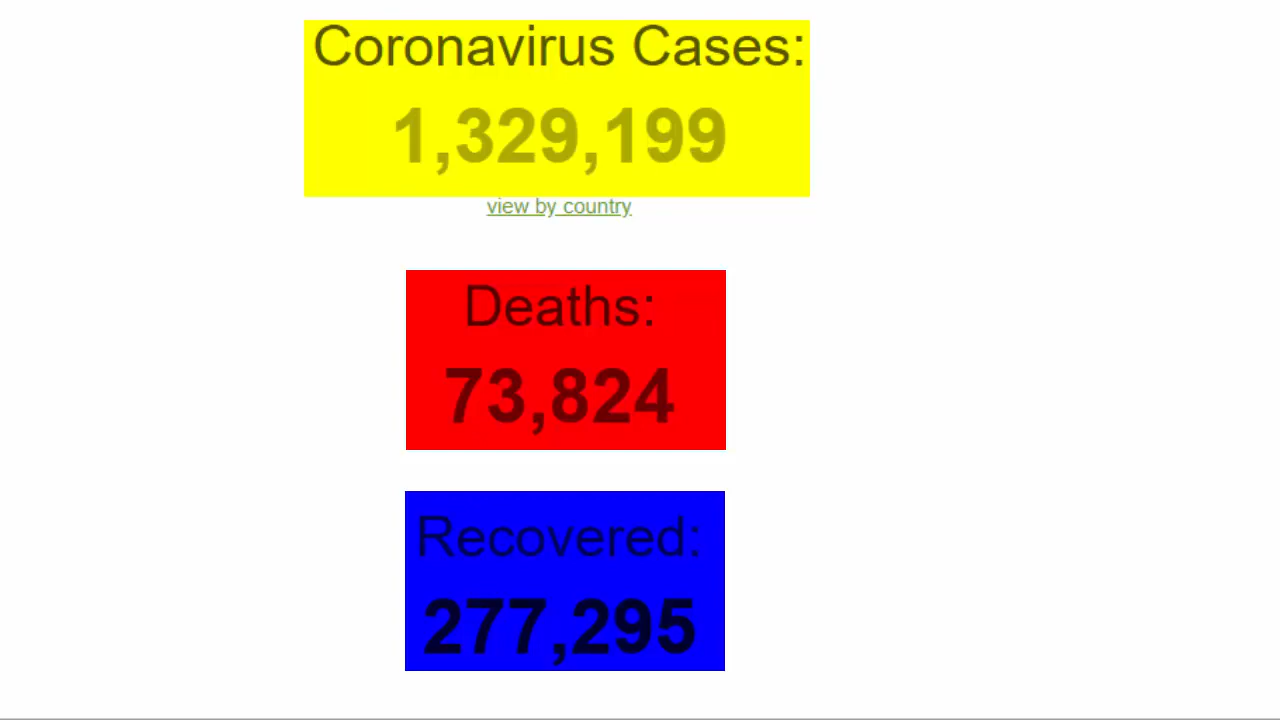 Coronavirus Cases:
1,329,199
view by country
Deaths:
73,824
Recovered:
277,295